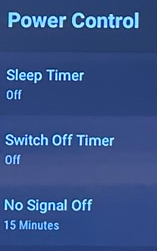 Power Control
Sleep Timer
Off
Switch Off Timer
Off
No Signal Off
15 Minutes